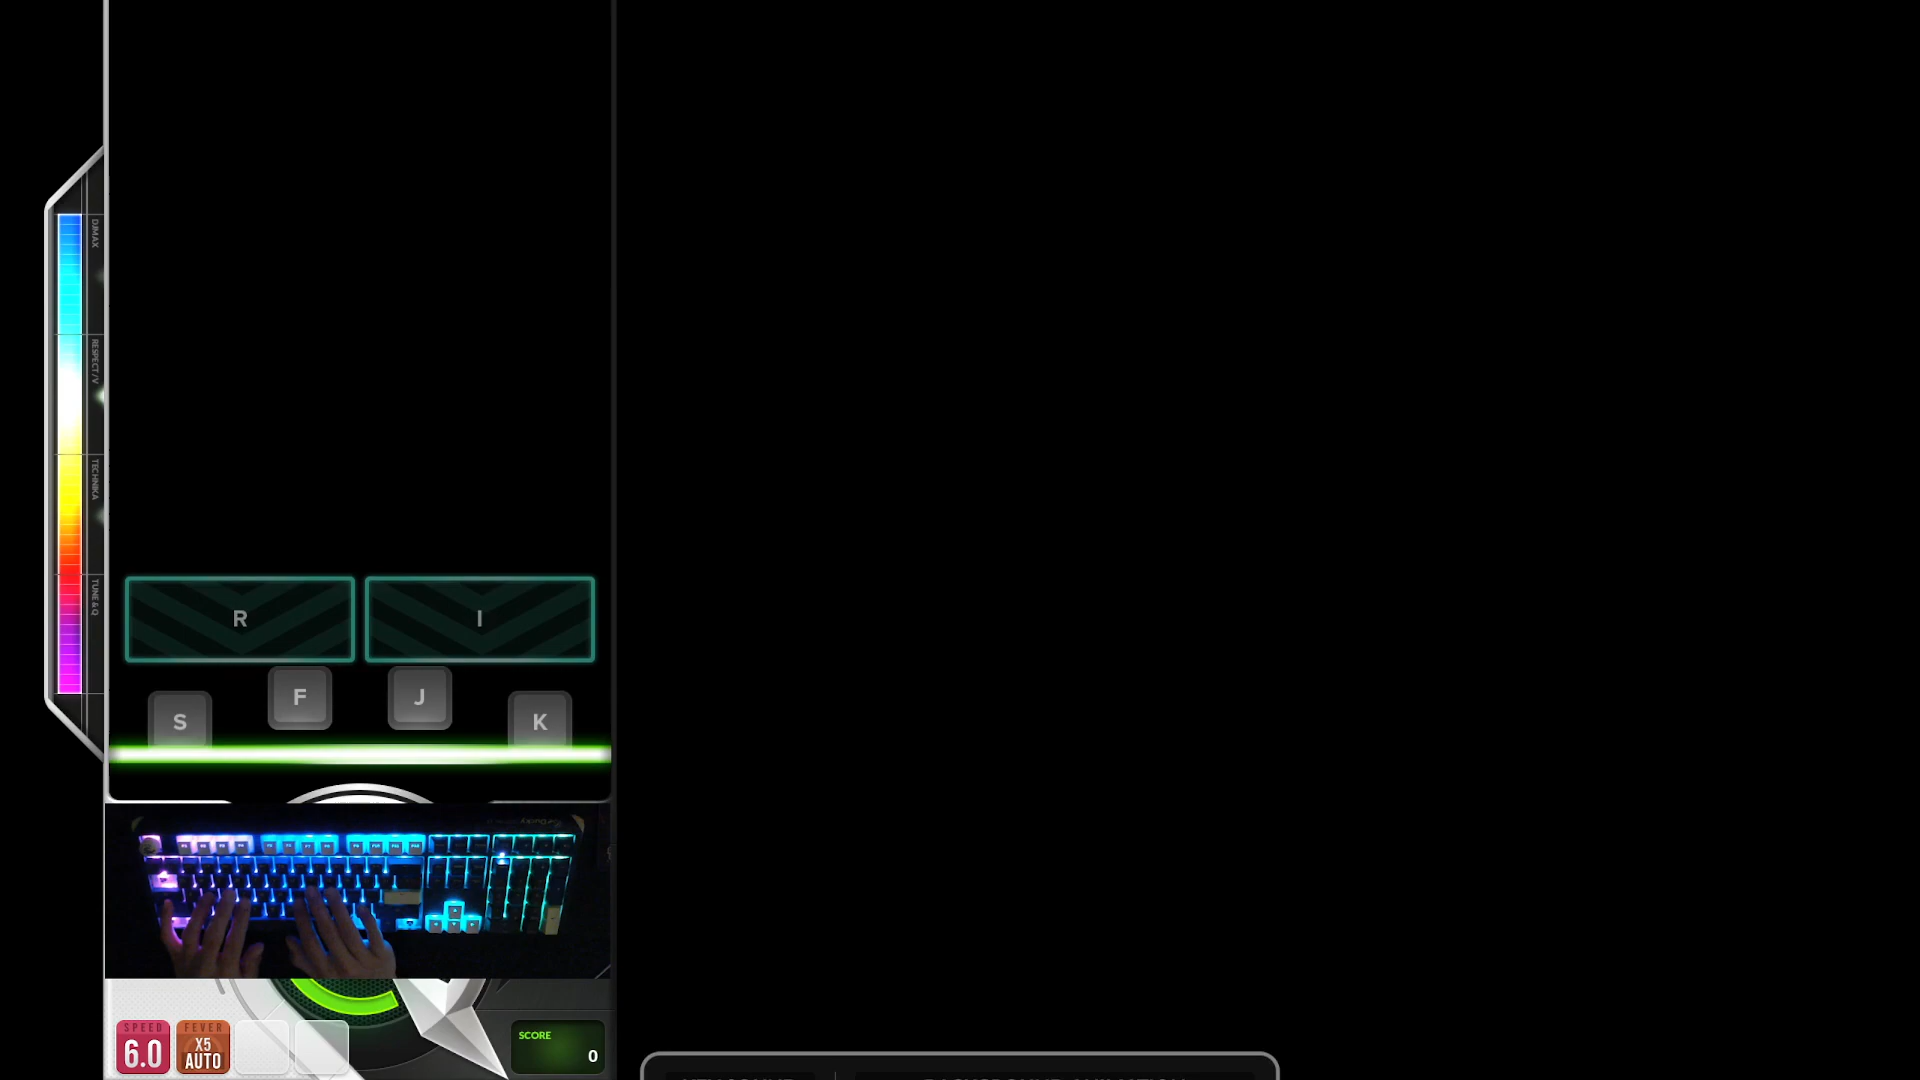 DJMAX
RESPECT/V
TECHNIKA
TUNE&Q
R
I
S
F
J
K
SPEED
6.0
FEVER
X5
AUTO
SCORE
0